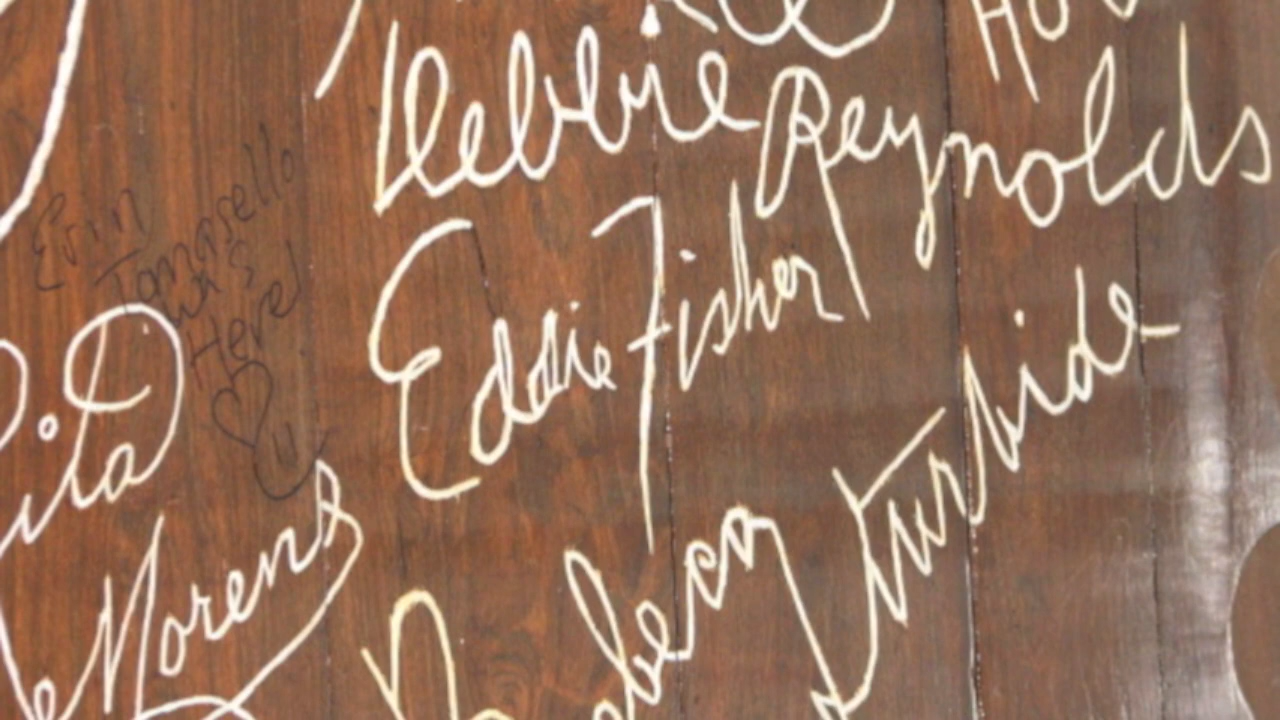 Debbie Reynolds
Eddie Fisher
Erin
Tomasello
was
Here!
Rita
Moreno
turbide